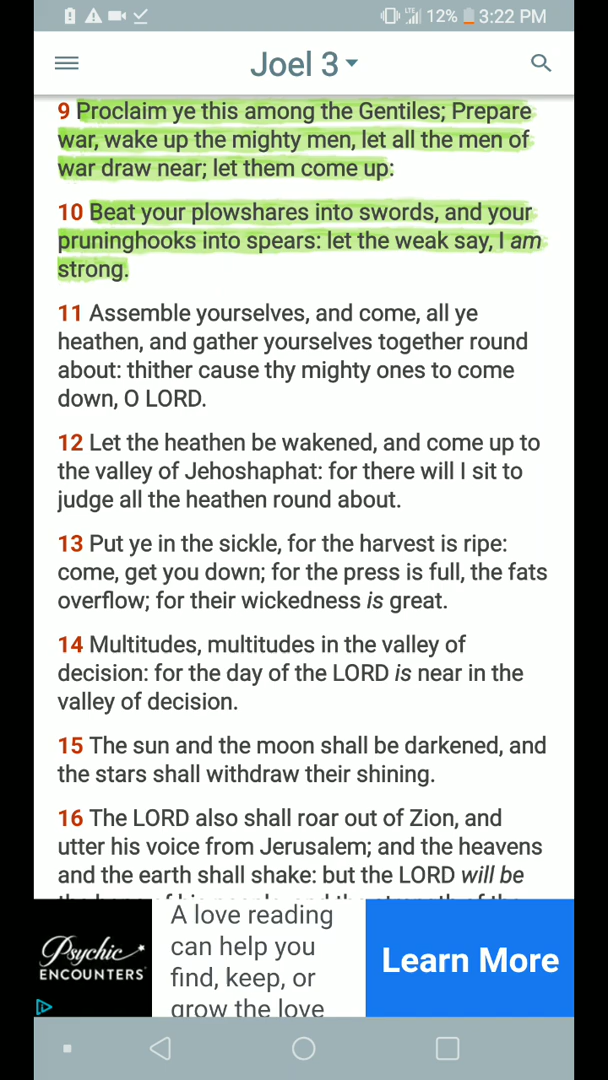 12% 3:22 PM
Joel 3
9 Proclaim ye this among the Gentiles; Prepare
war, wake up the mighty men, let all the men of
war draw near; let them come up:
10 Beat your plowshares into swords, and your
pruninghooks into spears: let the weak say, I am
strong.
11 Assemble yourselves, and come, all ye
heathen, and gather yourselves together round
about: thither cause thy mighty ones to come
down, O LORD.
12 Let the heathen be wakened, and come up to
the valley of Jehoshaphat: for there will I sit to
judge all the heathen round about.
13 Put ye in the sickle, for the harvest is ripe:
come, get you down; for the press is full, the fats
overflow; for their wickedness is great.
14 Multitudes, multitudes in the valley of
decision: for the day of the LORD is near in the
valley of decision.
15 The sun and the moon shall be darkened, and
the stars shall withdraw their shining.
16 The LORD also shall roar out of Zion, and
utter his voice from Jerusalem; and the heavens
and the earth shall shake: but the LORD will be
Psychic
ENCOUNTERS
A love reading
can help you
find, keep, or
grow the love
Learn More